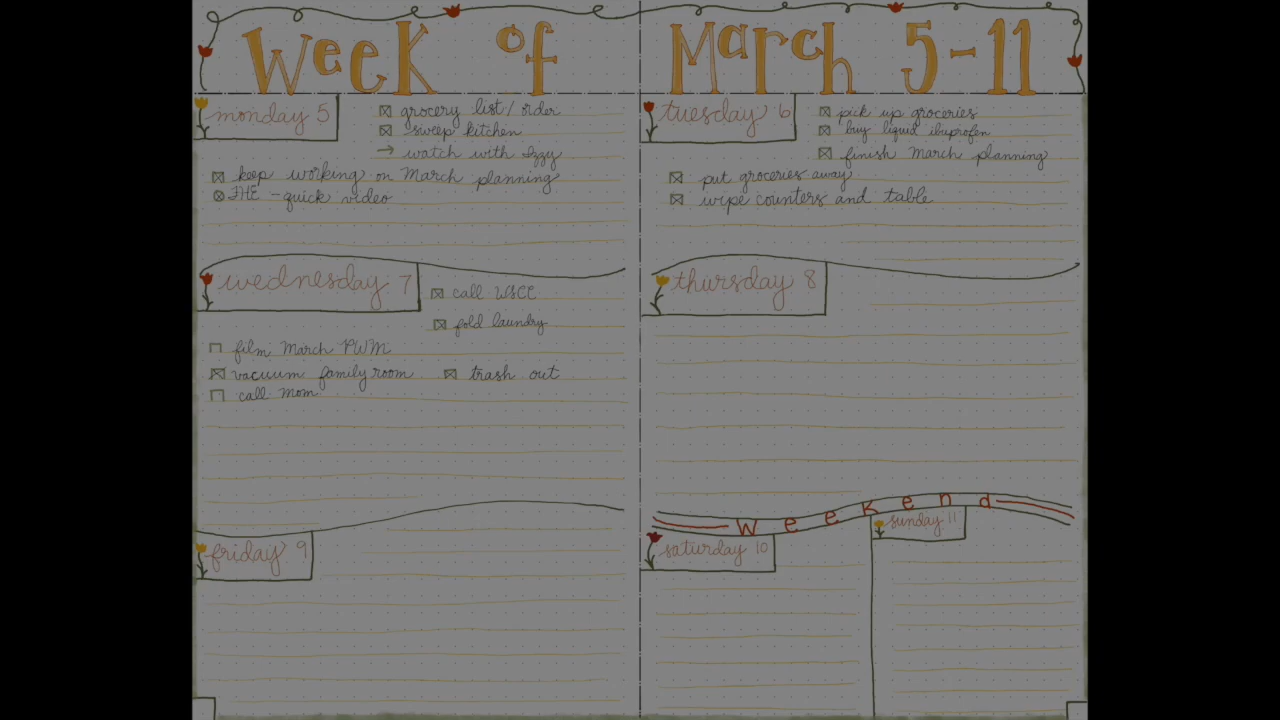 Week of March 5-11
monday 5
grocery list/order
sweep kitchen
watch with Izzy
keep working on March planning
FHE - quick video
tuesday 6
pick up groceries
buy liquid ibuprofen
finish March planning
put groceries away
wipe counters and table
wednesday 7
call WSCC
fold laundry
film March PWM
vacuum family room
trash out
call Mom
thursday 8
friday 9
weekend
saturday 10
sunday 11